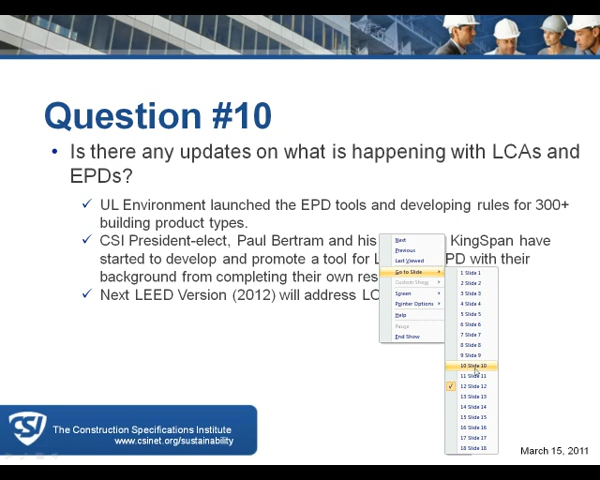 Question #10
• Is there any updates on what is happening with LCAs and
EPDs?
✓ UL Environment launched the EPD tools and developing rules for 300+
building product types.
✓ CSI President-elect, Paul Bertram and his KingSpan have
started to develop and promote a tool for PD with their
background from completing their own res
✓ Next LEED Version (2012) will address LC
Next
Previous
Last Viewed
Go to Slide
Custom Show
Screen
Pointer Options
Help
Pause
End Show
1 Slide 1
2 Slide 2
3 Slide 3
4 Slide 4
5 Slide 5
6 Slide 6
7 Slide 7
8 Slide 8
9 Slide 9
10 Slide 10
11 Slide 11
12 Slide 12
13 Slide 13
14 Slide 14
15 Slide 15
16 Slide 16
17 Slide 17
18 Slide 18
CSI
The Construction Specifications Institute
www.csinet.org/sustainability
March 15, 2011